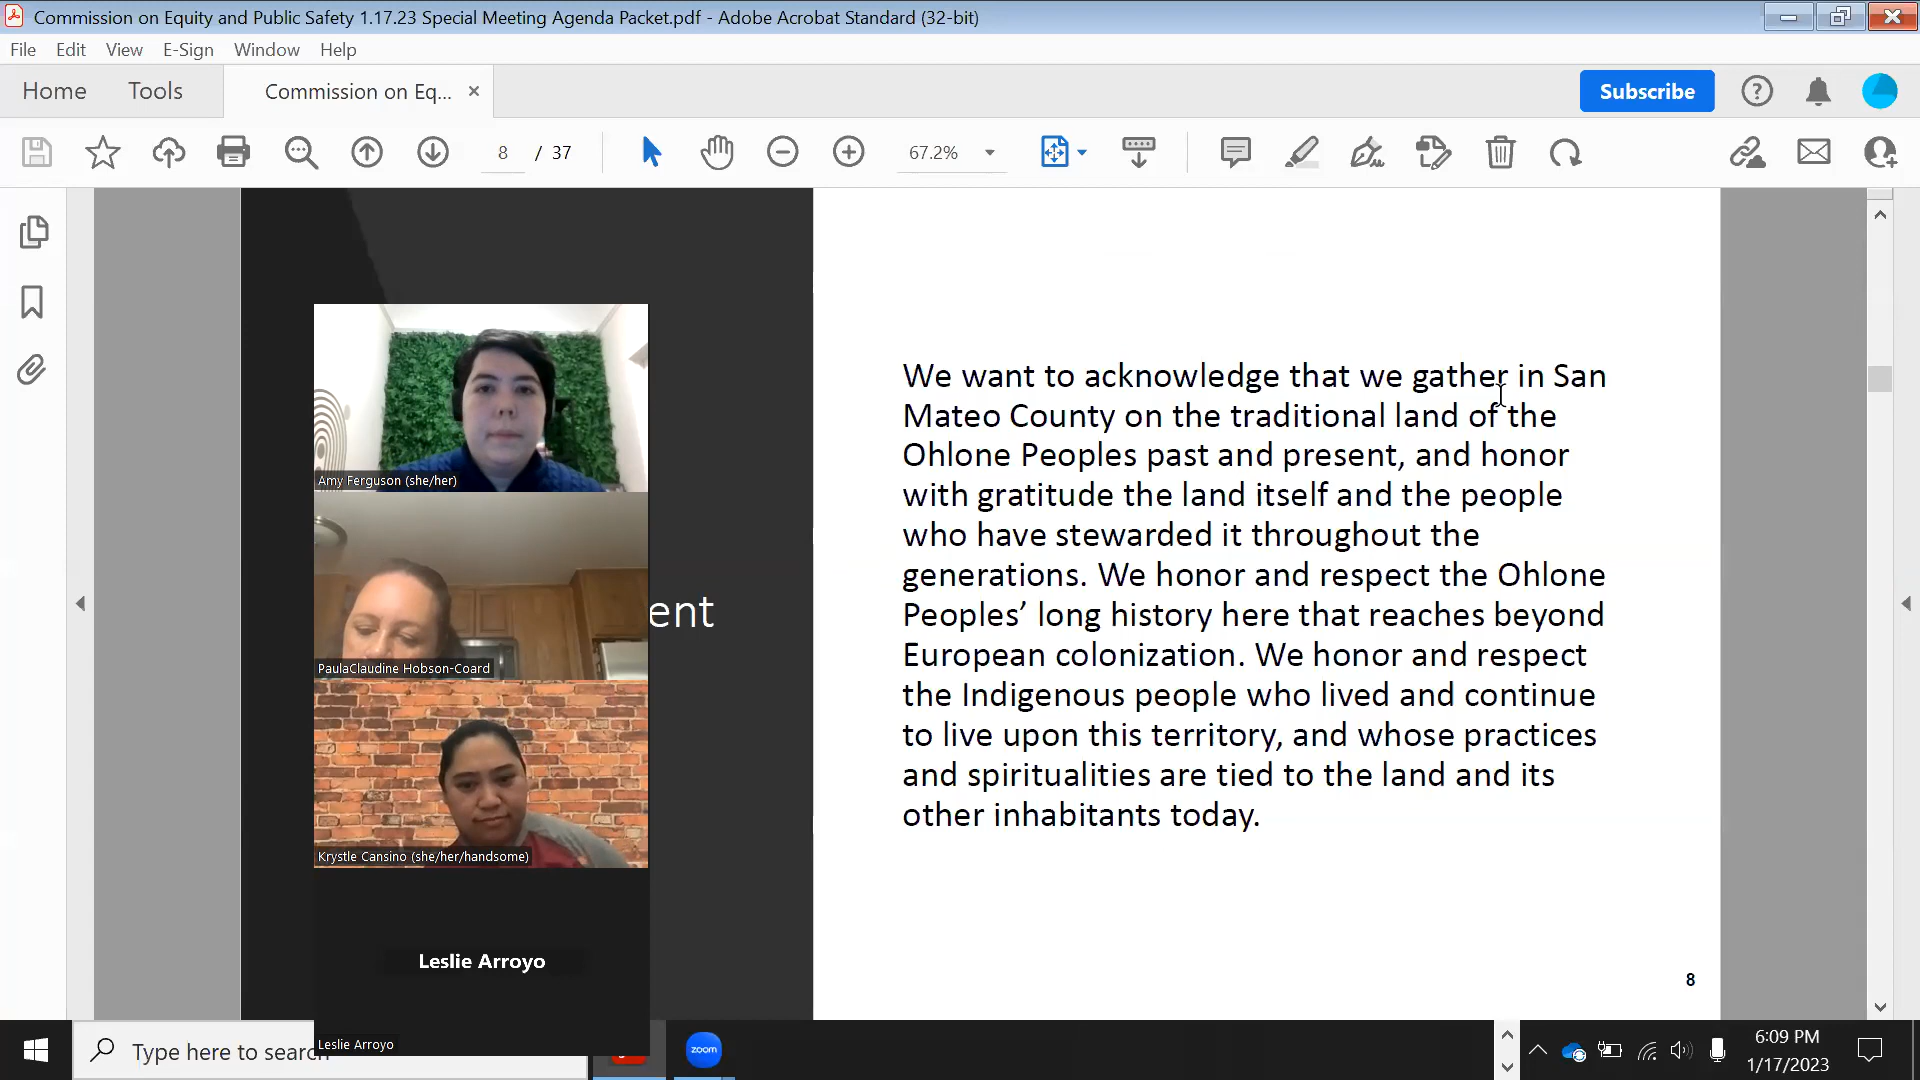 Commission on Equity and Public Safety 1.17.23 Special Meeting Agenda Packet.pdf - Adobe Acrobat Standard (32-bit)
File Edit View E-Sign Window Help
Home Tools Commission on Eq... × Subscribe
8 / 37 67.2%
We want to acknowledge that we gather in San
Mateo County on the traditional land of the
Ohlone Peoples past and present, and honor
with gratitude the land itself and the people
who have stewarded it throughout the
generations. We honor and respect the Ohlone
Peoples’ long history here that reaches beyond
European colonization. We honor and respect
the Indigenous people who lived and continue
to live upon this territory, and whose practices
and spiritualities are tied to the land and its
other inhabitants today.
ent
8
Amy Ferguson (she/her)
PaulaClaudine Hobson-Coard
Krystle Cansino (she/her/handsome)
Leslie Arroyo
Leslie Arroyo
Type here to search
zoom
6:09 PM
1/17/2023